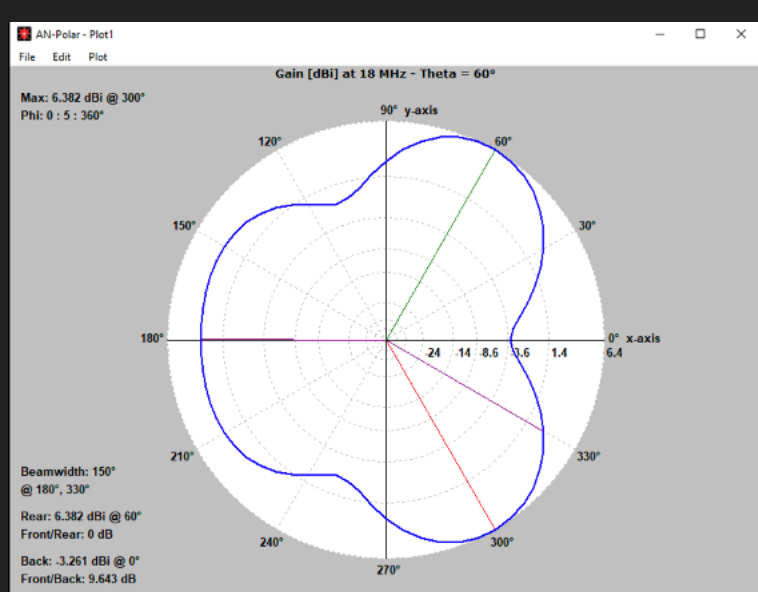 AN-Polar - Plot1
File Edit Plot
Gain [dBi] at 18 MHz - Theta = 60°
Max: 6.382 dBi @ 300°
Phi: 0 : 5 : 360°
90° y-axis
120°
60°
150°
30°
180°
0° x-axis
-24 -14 -8.6 -3.6 1.4 6.4
210°
330°
Beamwidth: 150°
@ 180°, 330°
Rear: 6.382 dBi @ 60°
Front/Rear: 0 dB
240°
300°
Back: -3.261 dBi @ 0°
270°
Front/Back: 9.643 dB